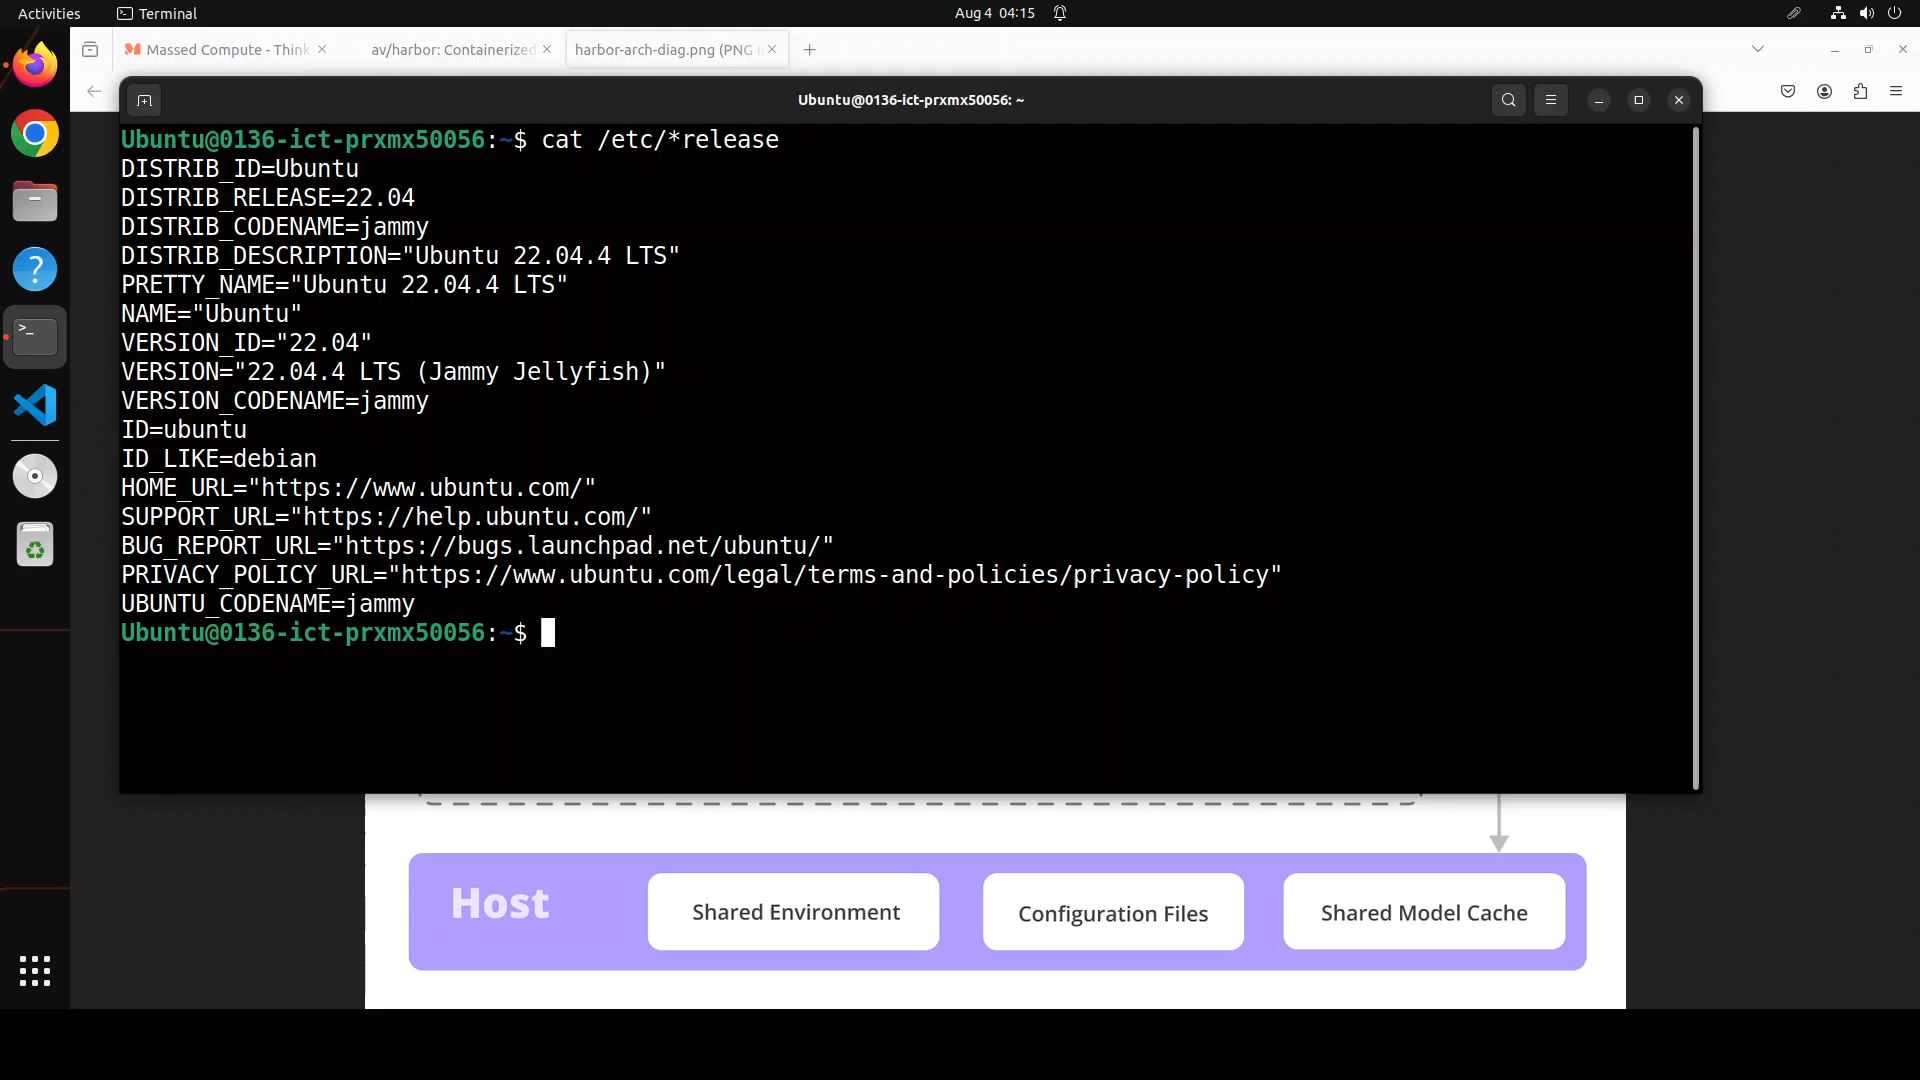 Activities
Terminal
Aug 4 04:15
Massed Compute - Think
av/harbor: Containerized
harbor-arch-diag.png (PNG I
Ubuntu@0136-ict-prxmx50056: ~
Ubuntu@0136-ict-prxmx50056:~$ cat /etc/*release
DISTRIB_ID=Ubuntu
DISTRIB_RELEASE=22.04
DISTRIB_CODENAME=jammy
DISTRIB_DESCRIPTION="Ubuntu 22.04.4 LTS"
PRETTY_NAME="Ubuntu 22.04.4 LTS"
NAME="Ubuntu"
VERSION_ID="22.04"
VERSION="22.04.4 LTS (Jammy Jellyfish)"
VERSION_CODENAME=jammy
ID=ubuntu
ID_LIKE=debian
HOME_URL="https://www.ubuntu.com/"
SUPPORT_URL="https://help.ubuntu.com/"
BUG_REPORT_URL="https://bugs.launchpad.net/ubuntu/"
PRIVACY_POLICY_URL="https://www.ubuntu.com/legal/terms-and-policies/privacy-policy"
UBUNTU_CODENAME=jammy
Ubuntu@0136-ict-prxmx50056:~$
Host
Shared Environment
Configuration Files
Shared Model Cache